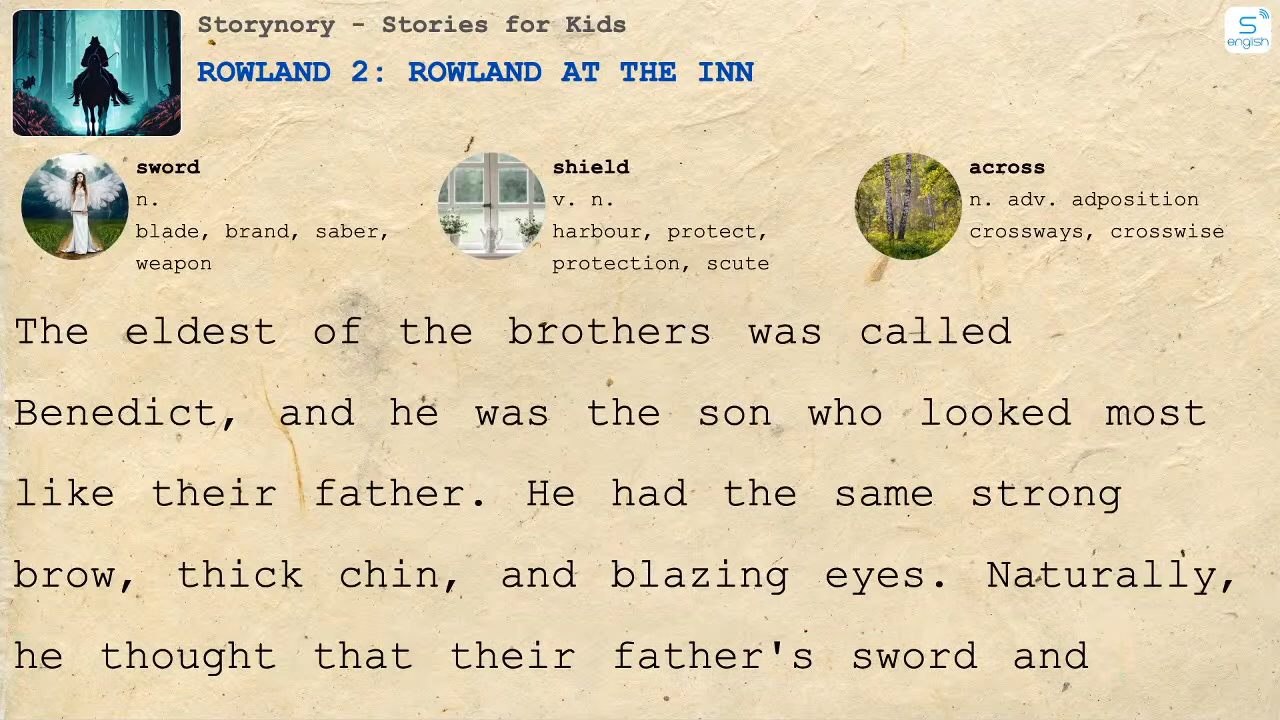 Storynory - Stories for Kids
ROWLAND 2: ROWLAND AT THE INN
S
english
sword
n.
blade, brand, saber,
weapon
shield
v. n.
harbour, protect,
protection, scute
across
n. adv. adposition
crossways, crosswise
The eldest of the brothers was called
Benedict, and he was the son who looked most
like their father. He had the same strong
brow, thick chin, and blazing eyes. Naturally,
he thought that their father's sword and